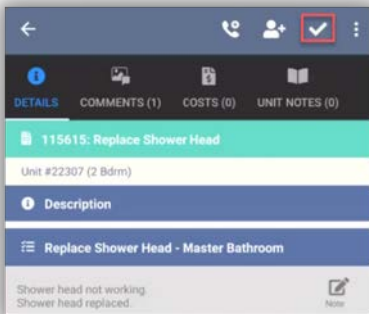 DETAILS COMMENTS (1) COSTS (0) UNIT NOTES (0)
115615: Replace Shower Head
Unit #22307 (2 Bdrm)
Description
Replace Shower Head - Master Bathroom
Shower head not working.
Shower head replaced.
Note